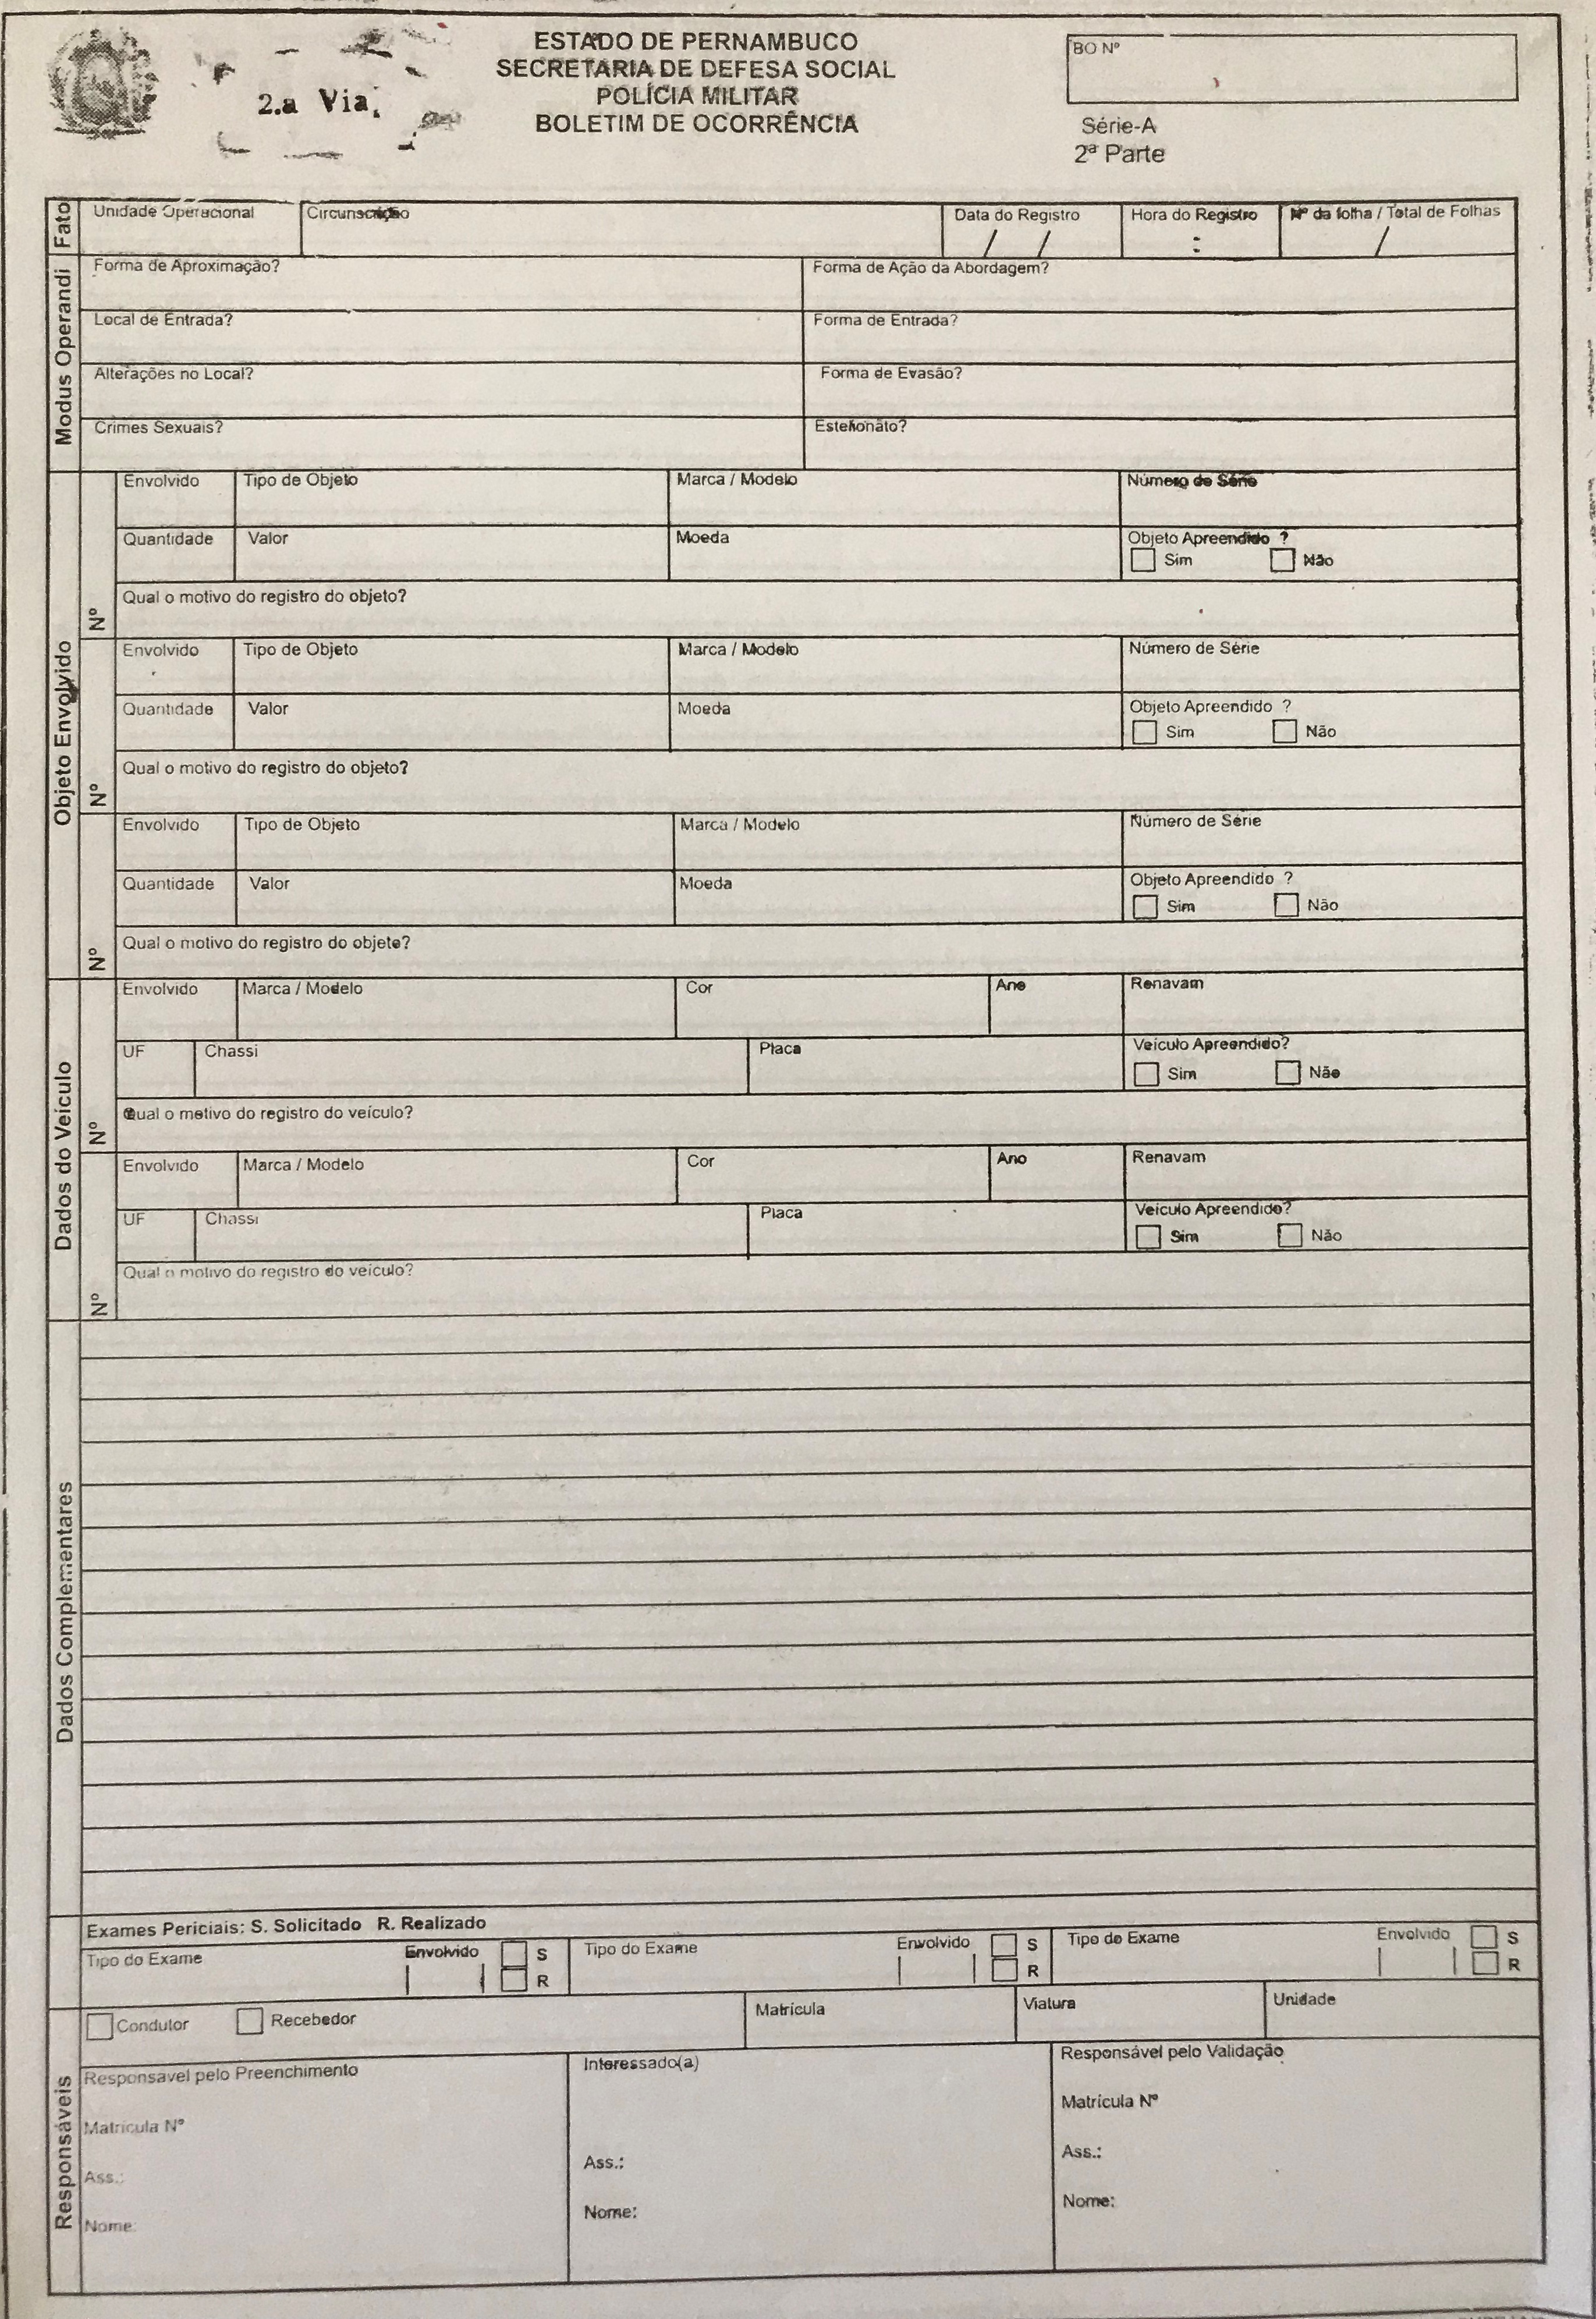 2.a Via.
ESTADO DE PERNAMBUCO
SECRETARIA DE DEFESA SOCIAL
POLÍCIA MILITAR
BOLETIM DE OCORRÊNCIA
BO Nº
Série-A
2ª Parte
Fato
Unidade Operacional Circunscrição Data do Registro Hora do Registro Nº da folha / Total de Folhas
/ / : /
Modus Operandi
Forma de Aproximação? Forma de Ação da Abordagem?
Local de Entrada? Forma de Entrada?
Alterações no Local? Forma de Evasão?
Crimes Sexuais? Estelionato?
Objeto Envolvido
Envolvido Tipo de Objeto Marca / Modelo Número de Série
Quantidade Valor Moeda Objeto Apreendido ?
Sim Não
Nº Qual o motivo do registro do objeto?
Envolvido Tipo de Objeto Marca / Modelo Número de Série
Quantidade Valor Moeda Objeto Apreendido ?
Sim Não
Nº Qual o motivo do registro do objeto?
Envolvido Tipo de Objeto Marca / Modelo Número de Série
Quantidade Valor Moeda Objeto Apreendido ?
Sim Não
Nº Qual o motivo do registro do objeto?
Dados do Veículo
Envolvido Marca / Modelo Cor Ano Renavam
UF Chassi Placa Veículo Apreendido?
Sim Não
Nº Qual o motivo do registro do veículo?
Envolvido Marca / Modelo Cor Ano Renavam
UF Chassi Placa Veículo Apreendido?
Sim Não
Nº Qual o motivo do registro do veículo?
Dados Complementares
Exames Periciais: S. Solicitado R. Realizado
Tipo do Exame Envolvido S Tipo do Exame Envolvido S Tipo do Exame Envolvido S
R R R
Responsáveis
Condutor Recebedor Matrícula Viatura Unidade
Responsável pelo Preenchimento Interessado(a) Responsável pelo Validação
Matrícula Nº Matrícula Nº
Ass.: Ass.: Ass.:
Nome: Nome: Nome: